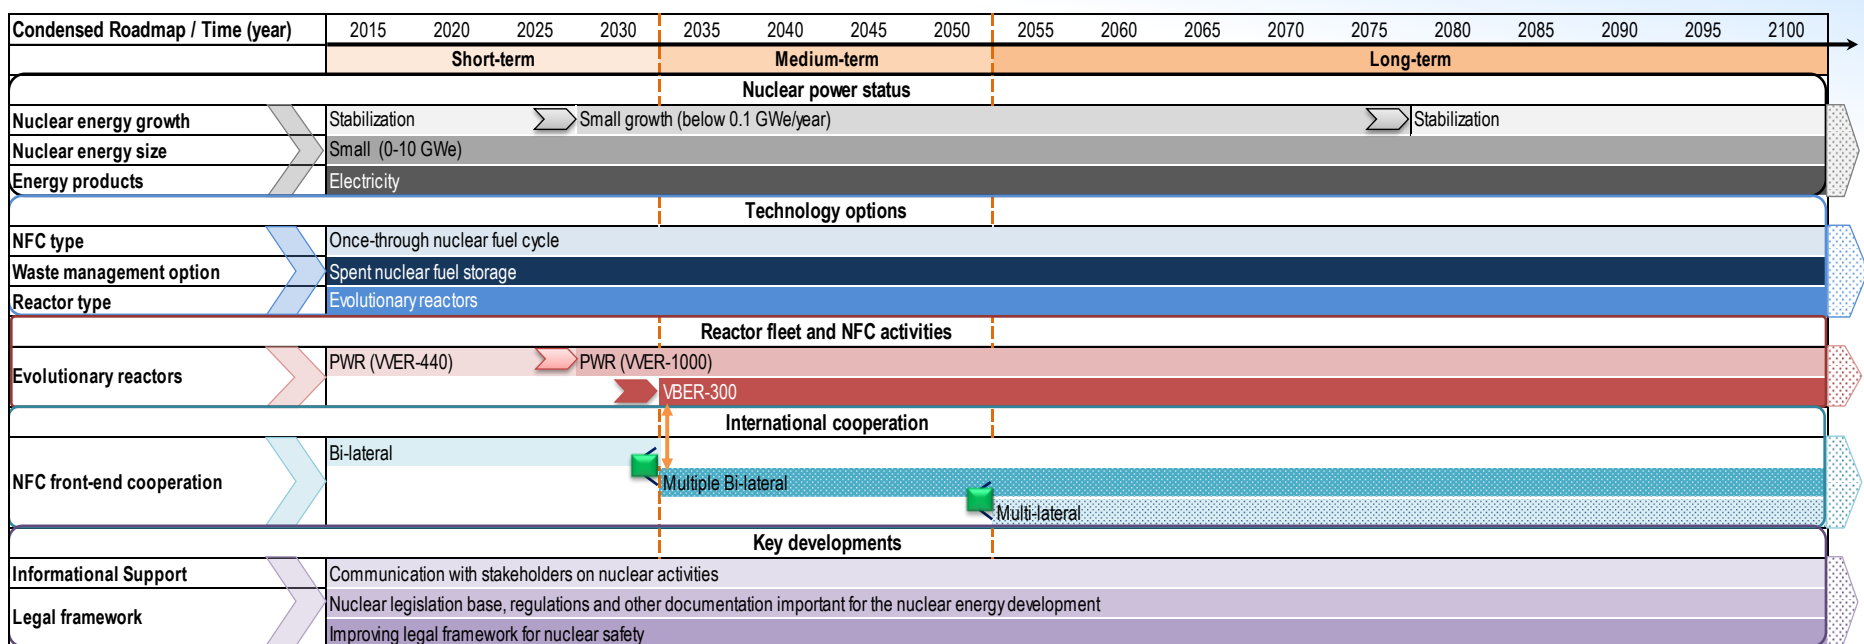 Condensed Roadmap / Time (year) 2015 2020 2025 2030 2035 2040 2045 2050 2055 2060 2065 2070 2075 2080 2085 2090 2095 2100
Short-term Medium-term Long-term
Nuclear power status
Nuclear energy growth Stabilization Small growth (below 0.1 GWe/year) Stabilization
Nuclear energy size Small (0-10 GWe)
Energy products Electricity
Technology options
NFC type Once-through nuclear fuel cycle
Waste management option Spent nuclear fuel storage
Reactor type Evolutionary reactors
Reactor fleet and NFC activities
Evolutionary reactors PWR (VVER-440) PWR (VVER-1000)
VBER-300
International cooperation
NFC front-end cooperation Bi-lateral
Multiple Bi-lateral
Multi-lateral
Key developments
Informational Support Communication with stakeholders on nuclear activities
Legal framework Nuclear legislation base, regulations and other documentation important for the nuclear energy development
Improving legal framework for nuclear safety